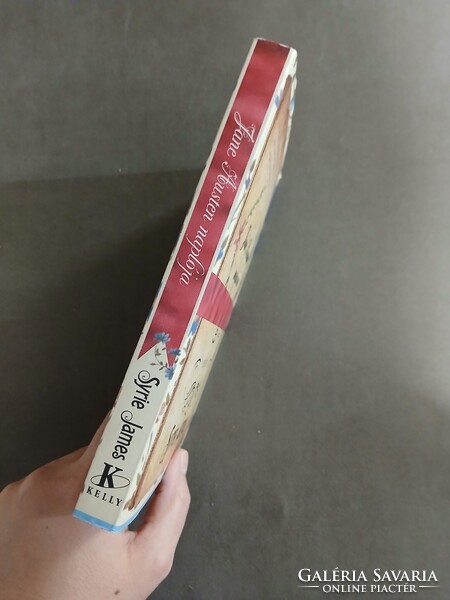 Jane Austen naplója
Syrie James
K
KELLY
GALÉRIA SAVARIA
ONLINE PIACTÉR